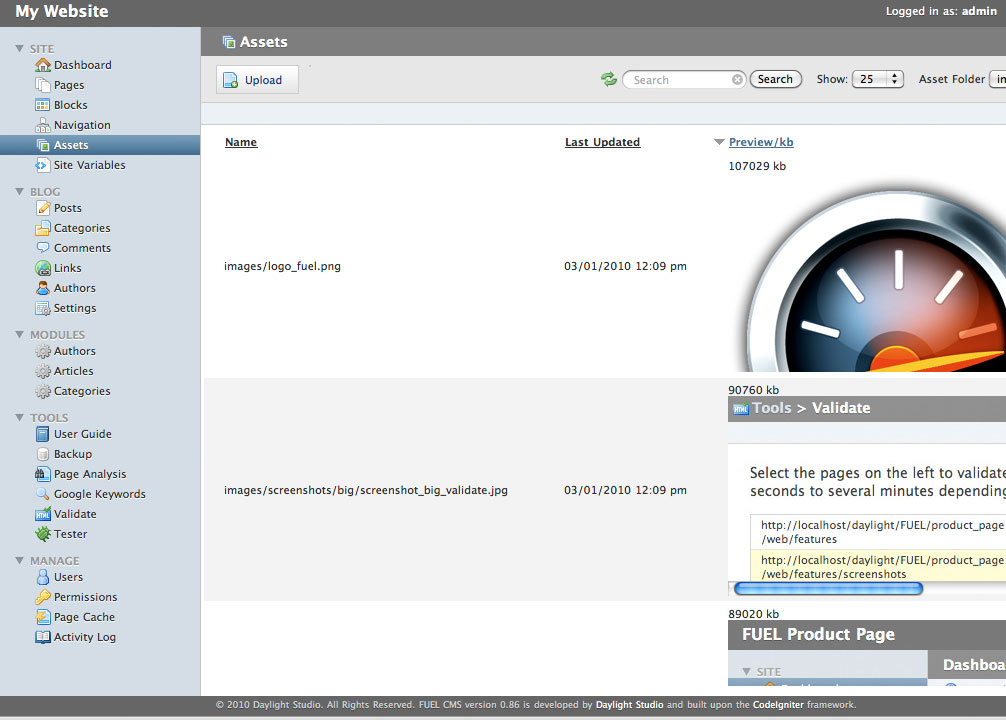 My Website
Logged in as: admin
SITE
Dashboard
Pages
Blocks
Navigation
Assets
Site Variables
BLOG
Posts
Categories
Comments
Links
Authors
Settings
MODULES
Authors
Articles
Categories
TOOLS
User Guide
Backup
Page Analysis
Google Keywords
Validate
Tester
MANAGE
Users
Permissions
Page Cache
Activity Log
Assets
Upload
Search
Search
Show: 25
Asset Folder in
Name
Last Updated
Preview/kb
107029 kb
images/logo_fuel.png
03/01/2010 12:09 pm
90760 kb
HTML
Tools > Validate
Select the pages on the left to validate
seconds to several minutes depending
http://localhost/daylight/FUEL/product_page
/web/features
http://localhost/daylight/FUEL/product_page
/web/features/screenshots
images/screenshots/big/screenshot_big_validate.jpg
03/01/2010 12:09 pm
89020 kb
FUEL Product Page
SITE
Dashboa
© 2010 Daylight Studio. All Rights Reserved. FUEL CMS version 0.86 is developed by Daylight Studio and built upon the CodeIgniter framework.